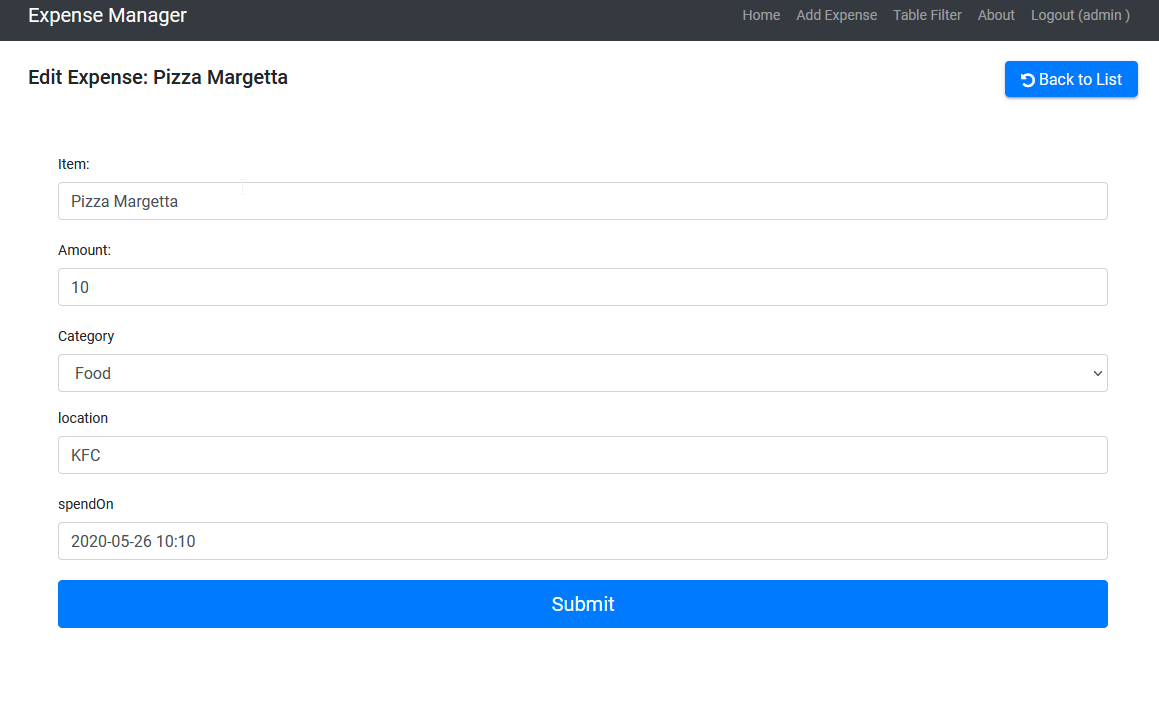 Expense Manager
Home Add Expense Table Filter About Logout (admin )
Edit Expense: Pizza Margetta
Back to List
Item:
Pizza Margetta
Amount:
10
Category
Food
location
KFC
spendOn
2020-05-26 10:10
Submit